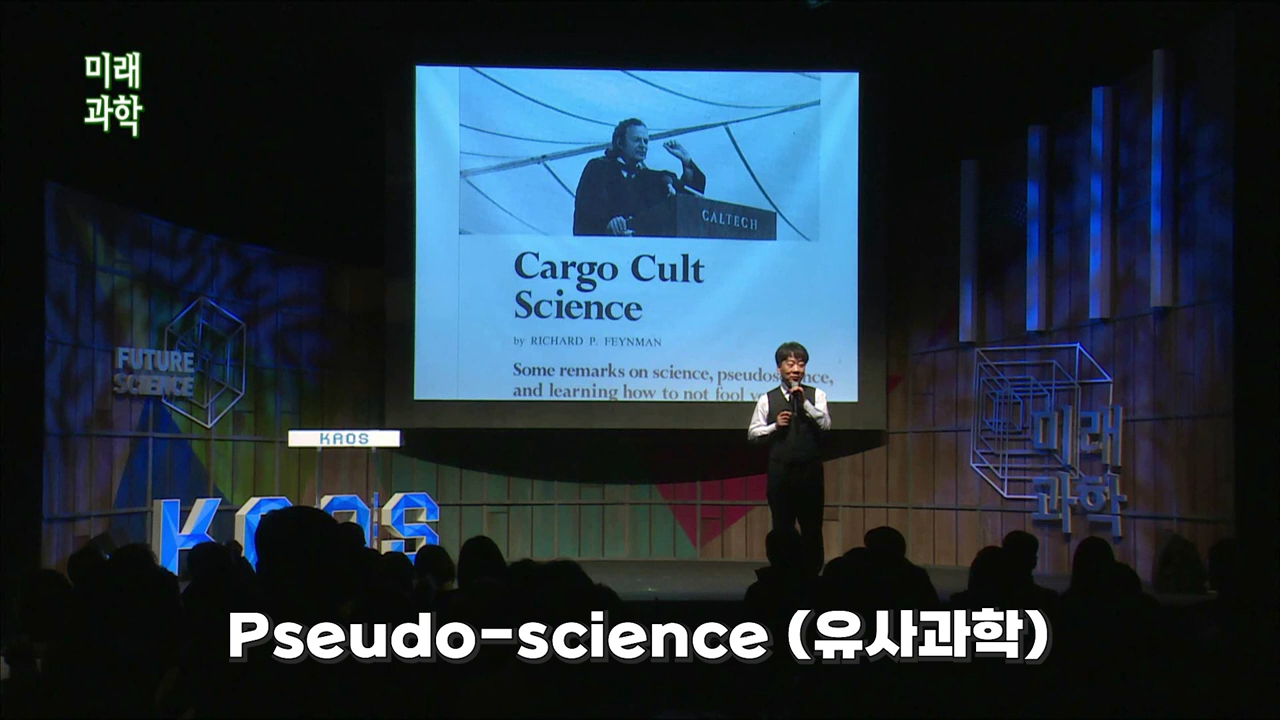 미래
과학
CALTECH
Cargo Cult
Science
by RICHARD P. FEYNMAN
Some remarks on science,
and learning how to not fool
FUTURE
SCIENCE
KAOS
KAOS
미래
과학
Pseudo-science (유사과학)